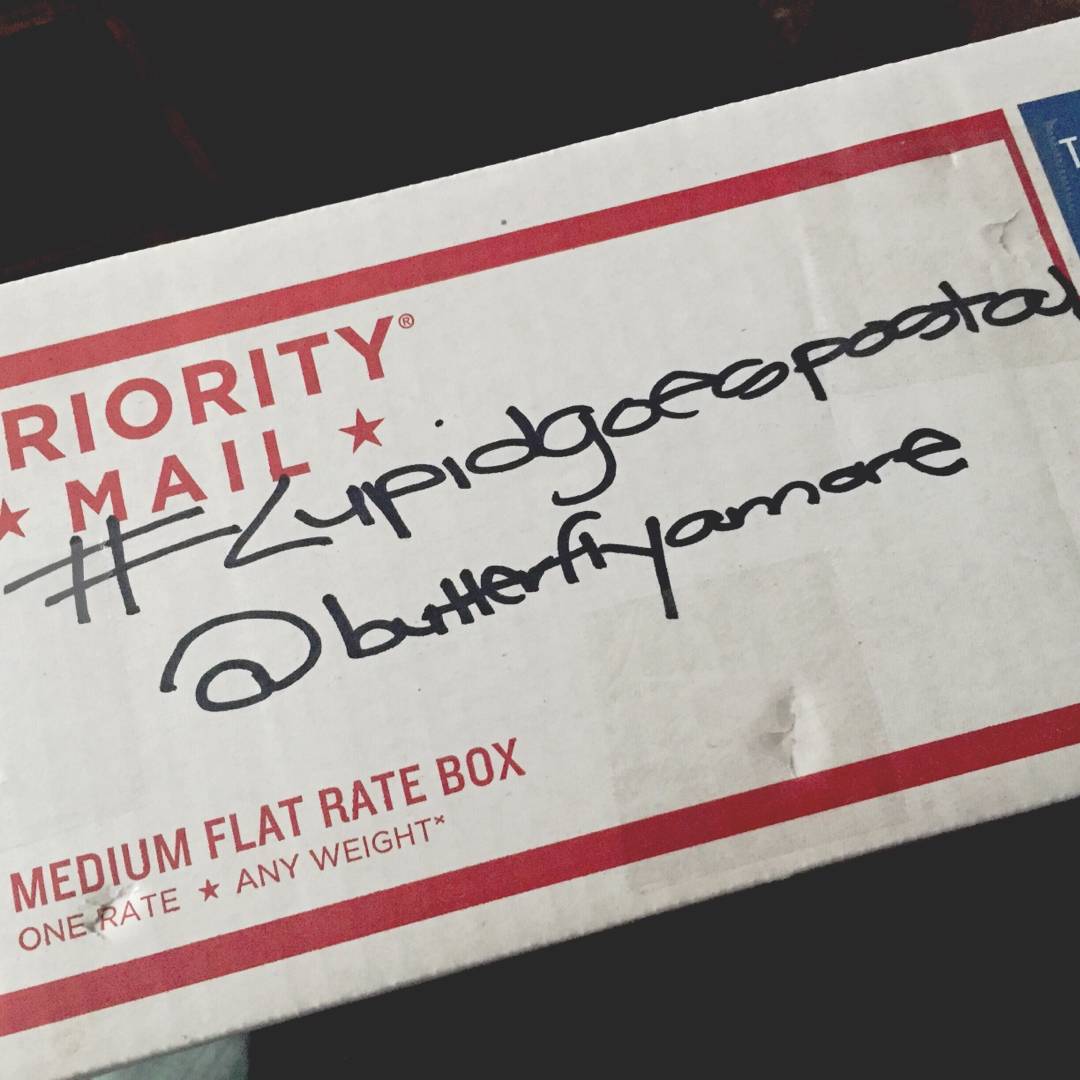 RIORITY®
★ MAIL ★
#cupidgoespostal
@butterflyamore
MEDIUM FLAT RATE BOX
ONE RATE ★ ANY WEIGHT*
T